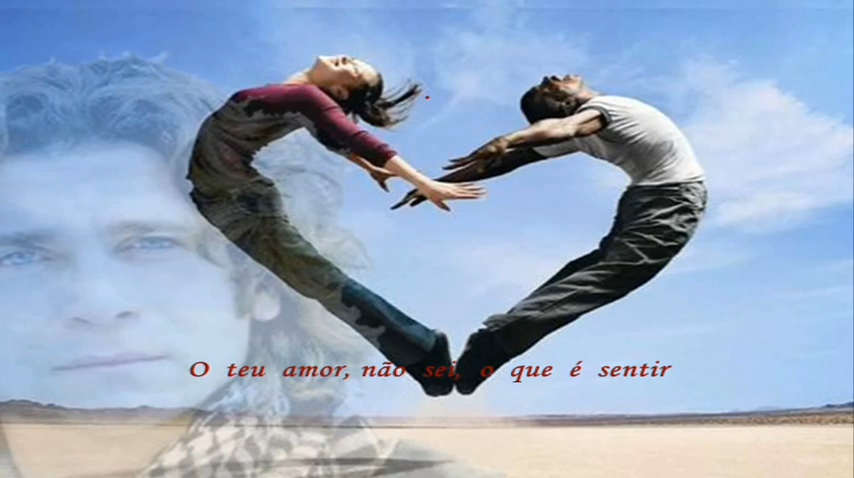 O teu amor, não sei, o que é sentir